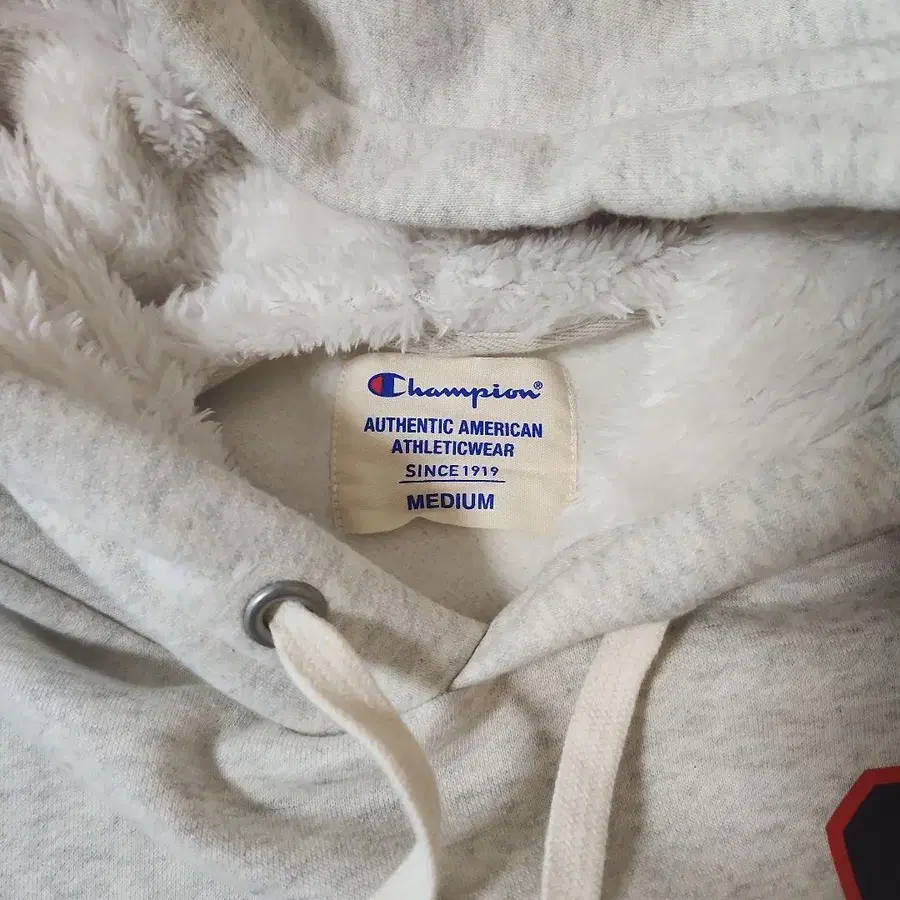 Champion®
AUTHENTIC AMERICAN
ATHLETICWEAR
SINCE 1919
MEDIUM